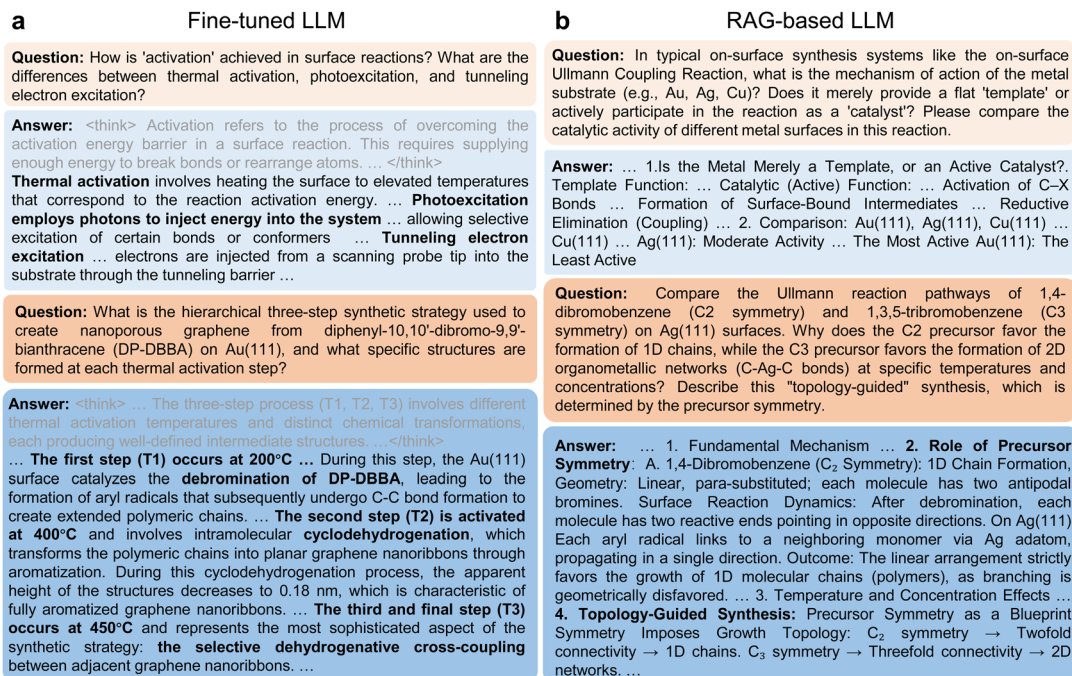 a Fine-tuned LLM
Question: How is 'activation' achieved in surface reactions? What are the
differences between thermal activation, photoexcitation, and tunneling
electron excitation?
Answer: <think> Activation refers to the process of overcoming the
activation energy barrier in a surface reaction. This requires supplying
enough energy to break bonds or rearrange atoms. … </think>
Thermal activation involves heating the surface to elevated temperatures
that correspond to the reaction activation energy. … Photoexcitation
employs photons to inject energy into the system … allowing selective
excitation of certain bonds or conformers … Tunneling electron
excitation … electrons are injected from a scanning probe tip into the
substrate through the tunneling barrier …
Question: What is the hierarchical three-step synthetic strategy used to
create nanoporous graphene from diphenyl-10,10'-dibromo-9,9'-
bianthracene (DP-DBBA) on Au(111), and what specific structures are
formed at each thermal activation step?
Answer: <think> … The three-step process (T1, T2, T3) involves different
thermal activation temperatures and distinct chemical transformations,
each producing well-defined intermediate structures. …</think>
… The first step (T1) occurs at 200°C … During this step, the Au(111)
surface catalyzes the debromination of DP-DBBA, leading to the
formation of aryl radicals that subsequently undergo C-C bond formation to
create extended polymeric chains. … The second step (T2) is activated
at 400°C and involves intramolecular cyclodehydrogenation, which
transforms the polymeric chains into planar graphene nanoribbons through
aromatization. During this cyclodehydrogenation process, the apparent
height of the structures decreases to 0.18 nm, which is characteristic of
fully aromatized graphene nanoribbons. … The third and final step (T3)
occurs at 450°C and represents the most sophisticated aspect of the
synthetic strategy: the selective dehydrogenative cross-coupling
between adjacent graphene nanoribbons. …
b RAG-based LLM
Question: In typical on-surface synthesis systems like the on-surface
Ullmann Coupling Reaction, what is the mechanism of action of the metal
substrate (e.g., Au, Ag, Cu)? Does it merely provide a flat 'template' or
actively participate in the reaction as a 'catalyst'? Please compare the
catalytic activity of different metal surfaces in this reaction.
Answer: … 1.Is the Metal Merely a Template, or an Active Catalyst?.
Template Function: … Catalytic (Active) Function: … Activation of C–X
Bonds … Formation of Surface-Bound Intermediates … Reductive
Elimination (Coupling) … 2. Comparison: Au(111), Ag(111), Cu(111) …
Cu(111) … Ag(111): Moderate Activity … The Most Active Au(111): The
Least Active
Question: Compare the Ullmann reaction pathways of 1,4-
dibromobenzene (C2 symmetry) and 1,3,5-tribromobenzene (C3
symmetry) on Ag(111) surfaces. Why does the C2 precursor favor the
formation of 1D chains, while the C3 precursor favors the formation of 2D
organometallic networks (C-Ag-C bonds) at specific temperatures and
concentrations? Describe this "topology-guided" synthesis, which is
determined by the precursor symmetry.
Answer: … 1. Fundamental Mechanism … 2. Role of Precursor
Symmetry: A. 1,4-Dibromobenzene (C₂ Symmetry): 1D Chain Formation,
Geometry: Linear, para-substituted; each molecule has two antipodal
bromines. Surface Reaction Dynamics: After debromination, each
molecule has two reactive ends pointing in opposite directions. On Ag(111)
Each aryl radical links to a neighboring monomer via Ag adatom,
propagating in a single direction. Outcome: The linear arrangement strictly
favors the growth of 1D molecular chains (polymers), as branching is
geometrically disfavored. … 3. Temperature and Concentration Effects …
4. Topology-Guided Synthesis: Precursor Symmetry as a Blueprint
Symmetry Imposes Growth Topology: C₂ symmetry → Twofold
connectivity → 1D chains. C₃ symmetry → Threefold connectivity → 2D
networks. …